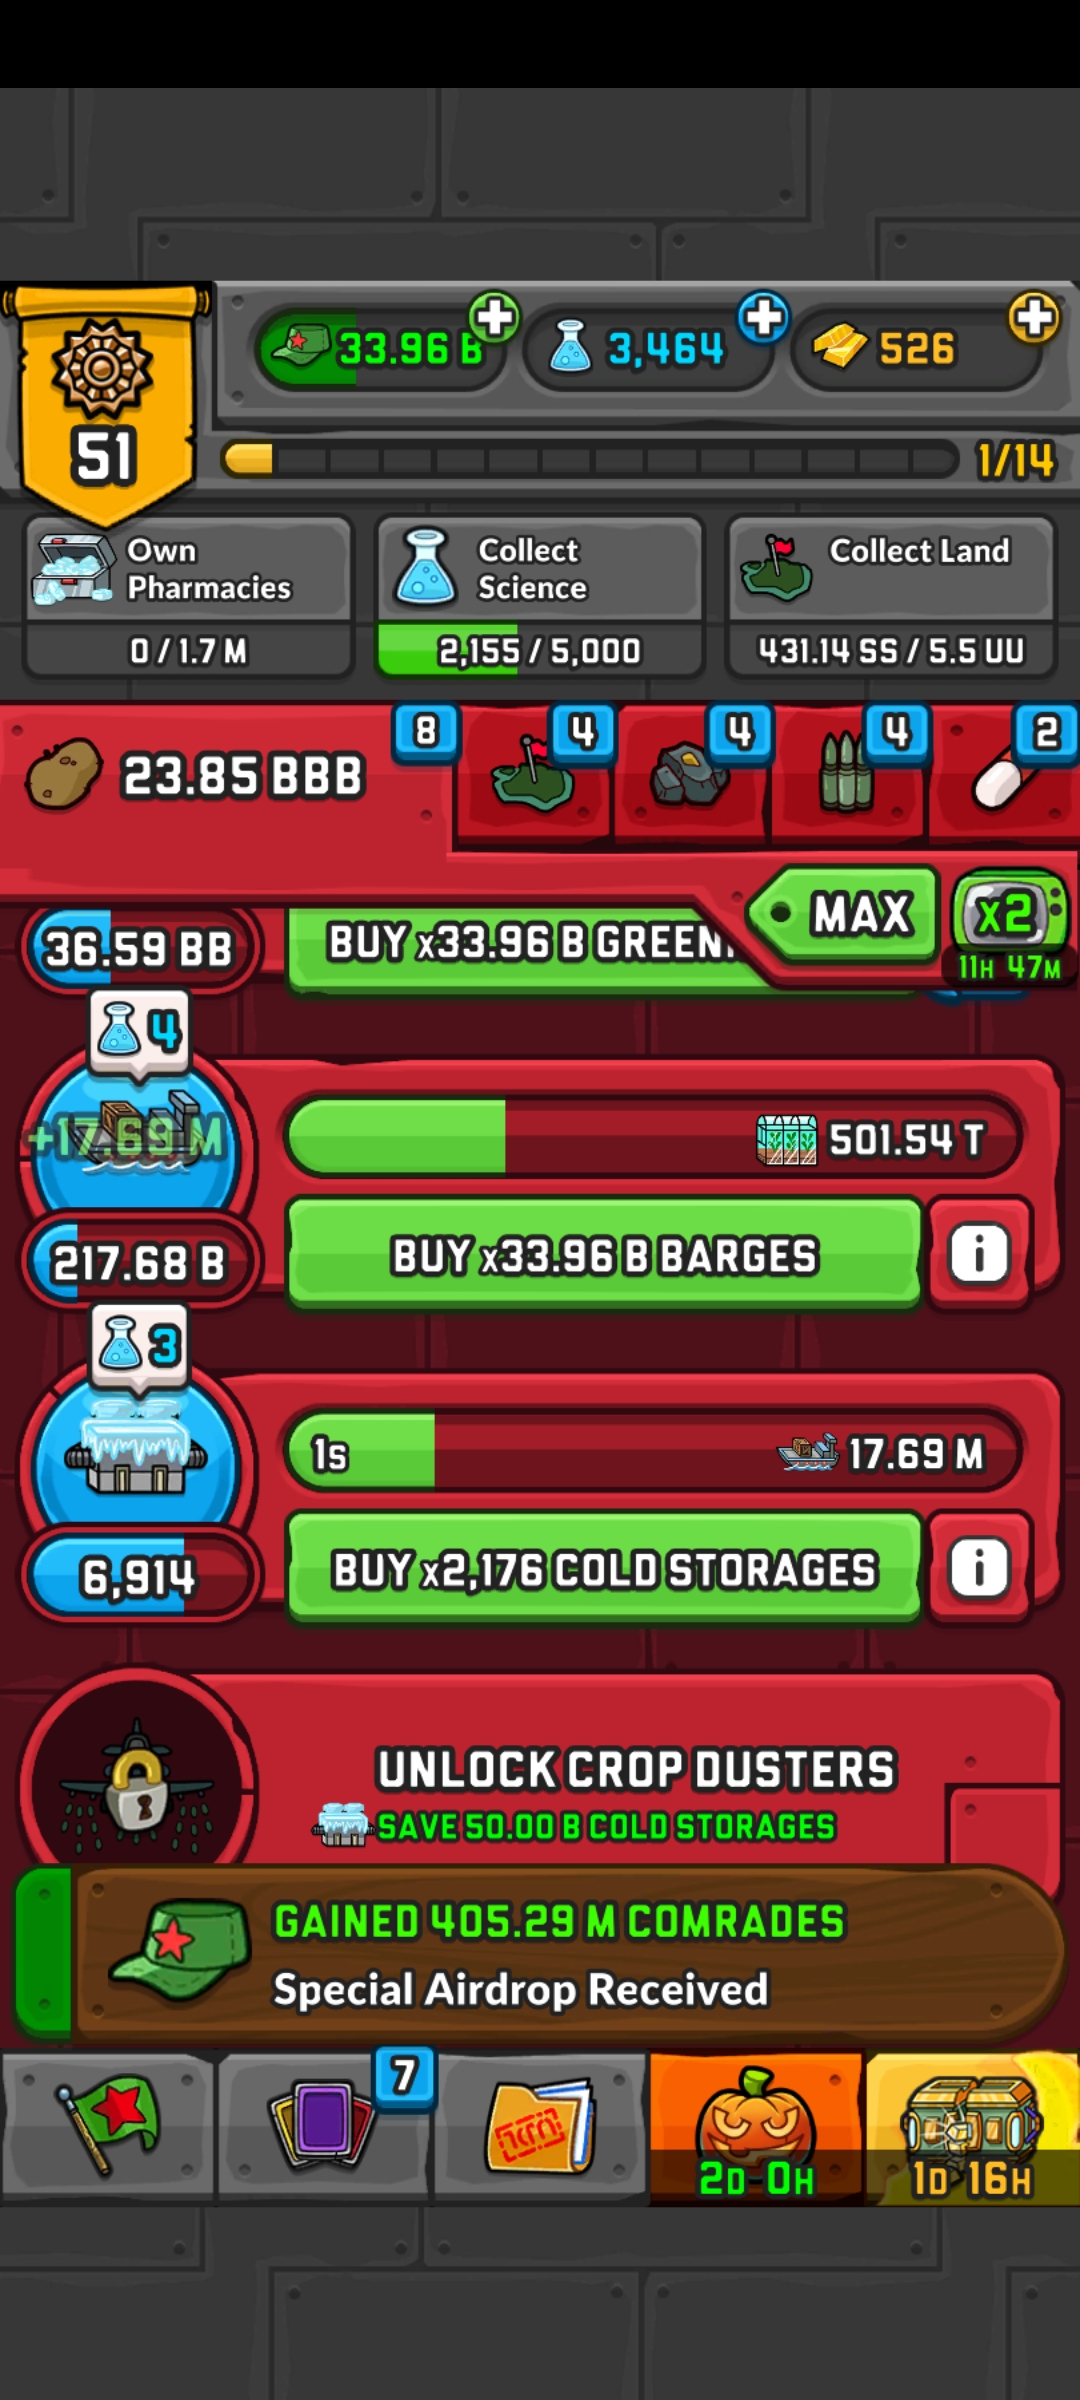 33.96 B
3,464
526
51
1/14
Own
Pharmacies
0 / 1.7 M
Collect
Science
2,155 / 5,000
Collect Land
431.14 SS / 5.5 UU
23.85 BBB
8
4
4
4
2
MAX
x2
11H 47M
36.59 BB
BUY x33.96 B
4
+17.69 M
501.54 T
217.68 B
BUY x33.96 B BARGES
i
3
1s
17.69 M
6,914
BUY x2,176 COLD STORAGES
i
UNLOCK CROP DUSTERS
SAVE 50.00 B COLD STORAGES
GAINED 405.29 M COMRADES
Special Airdrop Received
7
2D 0H
1D 16H